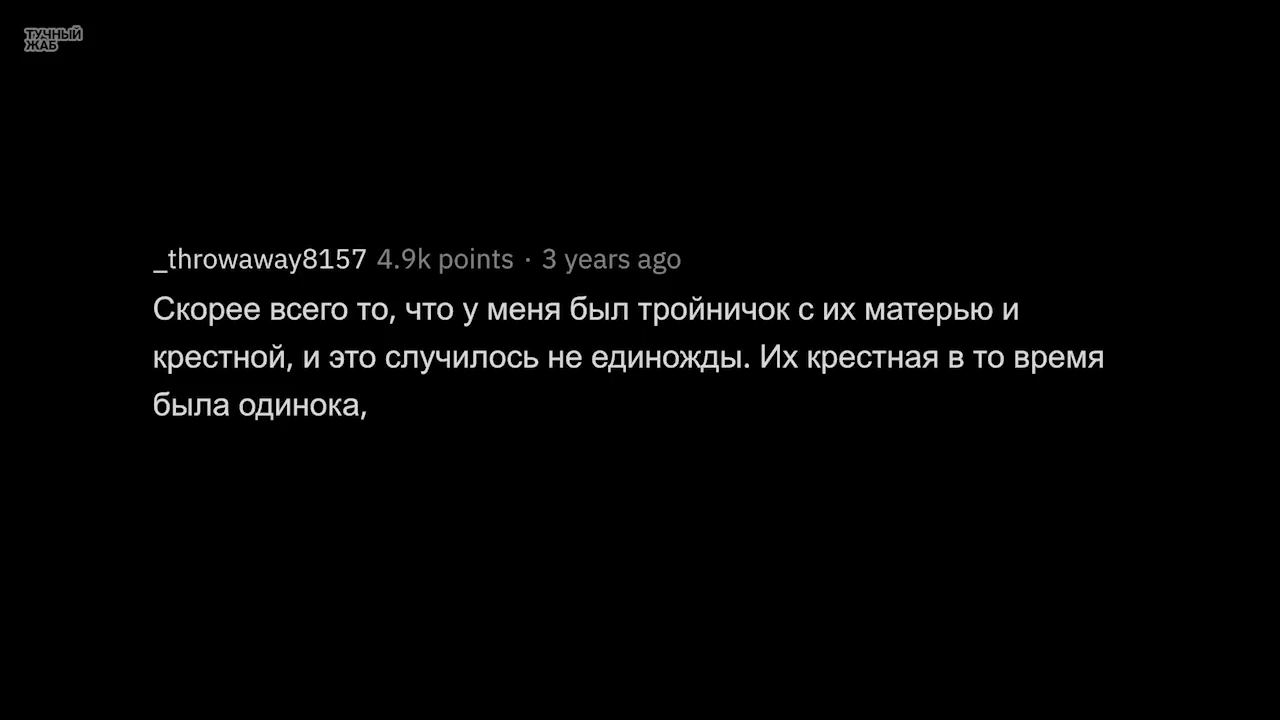 ТУЧНЫЙ
ЖАБ
_throwaway8157 4.9k points · 3 years ago
Скорее всего то, что у меня был тройничок с их матерью и
крестной, и это случилось не единожды. Их крестная в то время
была одинока,